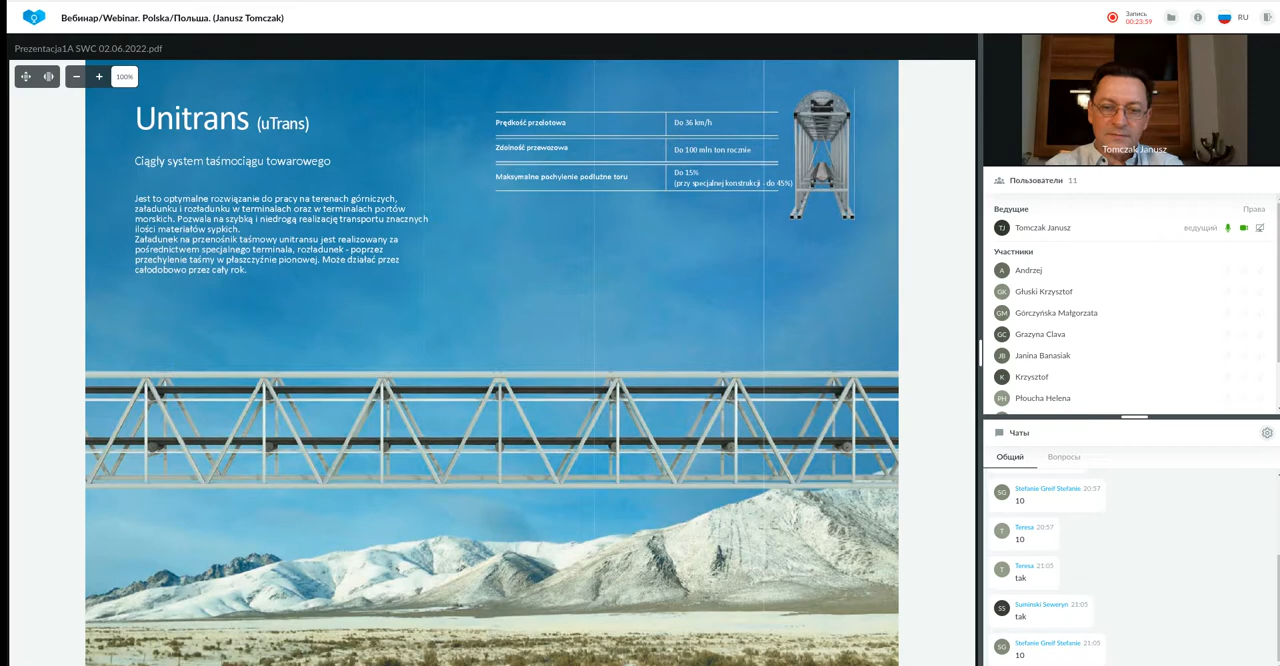 Вебинар/Webinar. Polska/Польша. (Janusz Tomczak)
Запись
00:23:59
RU
Prezentacja1A SWC 02.06.2022.pdf
100%
Unitrans (uTrans)
Ciągły system taśmociągu towarowego
Jest to optymalne rozwiązanie do pracy na terenach górniczych,
załadunku i rozładunku w terminalach oraz w terminalach portów
morskich. Pozwala na szybką i niedrogą realizację transportu znacznych
ilości materiałów sypkich.
Załadunek na przenośnik taśmowy unitransu jest realizowany za
pośrednictwem specjalnego terminala, rozładunek - poprzez
przechylenie taśmy w płaszczyźnie pionowej. Może działać przez
całodobowo przez cały rok.
Prędkość przelotowa
Do 36 km/h
Zdolność przewozowa
Do 100 mln ton rocznie
Maksymalne pochylenie podłużne toru
Do 15%
(przy specjalnej konstrukcji - do 45%)
Tomczak Janusz
Пользователи 11
Ведущие Права
TJ Tomczak Janusz ведущий
Участники
A Andrzej
GK Głuski Krzysztof
GM Górczyńska Małgorzata
GC Grazyna Clava
JB Janina Banasiak
K Krzysztof
PH Płoucha Helena
Чаты
Общий Вопросы
SG Stefanie Greif Stefanie 20:57
10
T Teresa 20:57
10
T Teresa 21:05
tak
SS Suminski Seweryn 21:05
tak
SG Stefanie Greif Stefanie 21:05
10